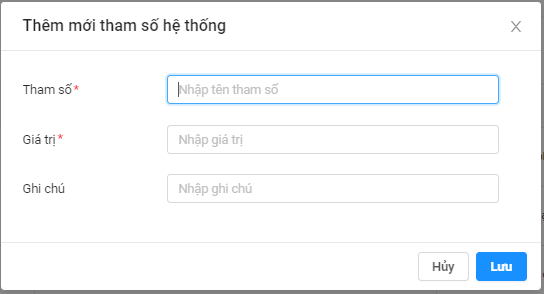 Thêm mới tham số hệ thống
Tham số*
Nhập tên tham số
Giá trị*
Nhập giá trị
Ghi chú
Nhập ghi chú
Hủy
Lưu